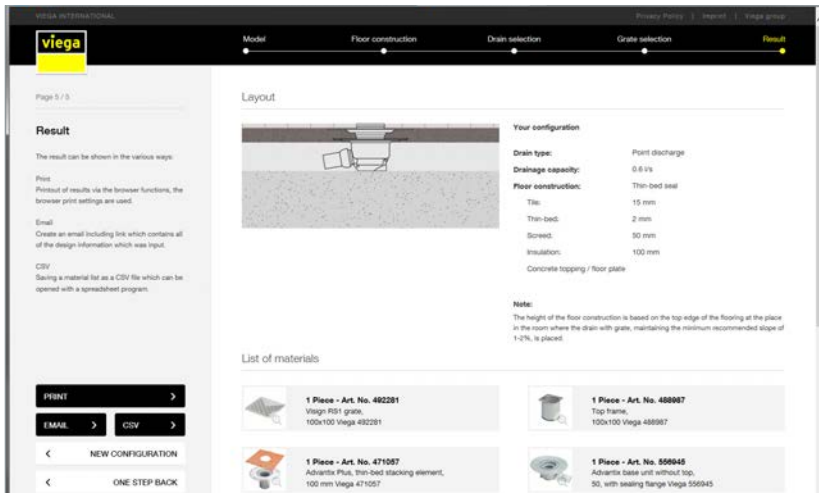 VIEGA INTERNATIONAL
Privacy Policy | Imprint | Viega group
viega
Model
Floor construction
Drain selection
Grate selection
Result
Page 5 / 5
Result
The result can be shown in the various ways:
Print
Printout of results via the browser functions, the
browser print settings are used.
Email
Create an email including link which contains all
of the design information which was input.
CSV
Saving a material list as a CSV file which can be
opened with a spreadsheet program.
PRINT
EMAIL
CSV
NEW CONFIGURATION
ONE STEP BACK
Layout
Your configuration
Drain type: Point discharge
Drainage capacity: 0.6 l/s
Floor construction: Thin-bed seal
Tile: 15 mm
Thin-bed: 2 mm
Screed: 50 mm
Insulation: 100 mm
Concrete topping / floor plate
Note:
The height of the floor construction is based on the top edge of the flooring at the place
in the room where the drain with grate, maintaining the minimum recommended slope of
1-2%, is placed.
List of materials
1 Piece - Art. No. 492281
Visign RS1 grate,
100x100 Viega 492281
1 Piece - Art. No. 488987
Top frame,
100x100 Viega 488987
1 Piece - Art. No. 471057
Advantix Plus, thin-bed stacking element,
100 mm Viega 471057
1 Piece - Art. No. 556945
Advantix base unit without top,
50, with sealing flange Viega 556945